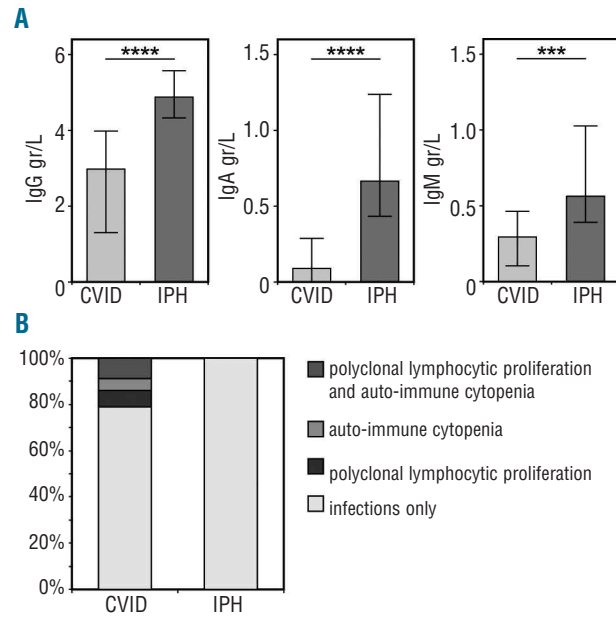 A
****
****
***
6
4
2
0
IgG gr/L
CVID
IPH
1.5
1.0
0.5
0
IgA gr/L
CVID
IPH
1.5
1.0
0.5
0
IgM gr/L
CVID
IPH
B
100%
80%
60%
40%
20%
0%
CVID
IPH
polyclonal lymphocytic proliferation
and auto-immune cytopenia
auto-immune cytopenia
polyclonal lymphocytic proliferation
infections only